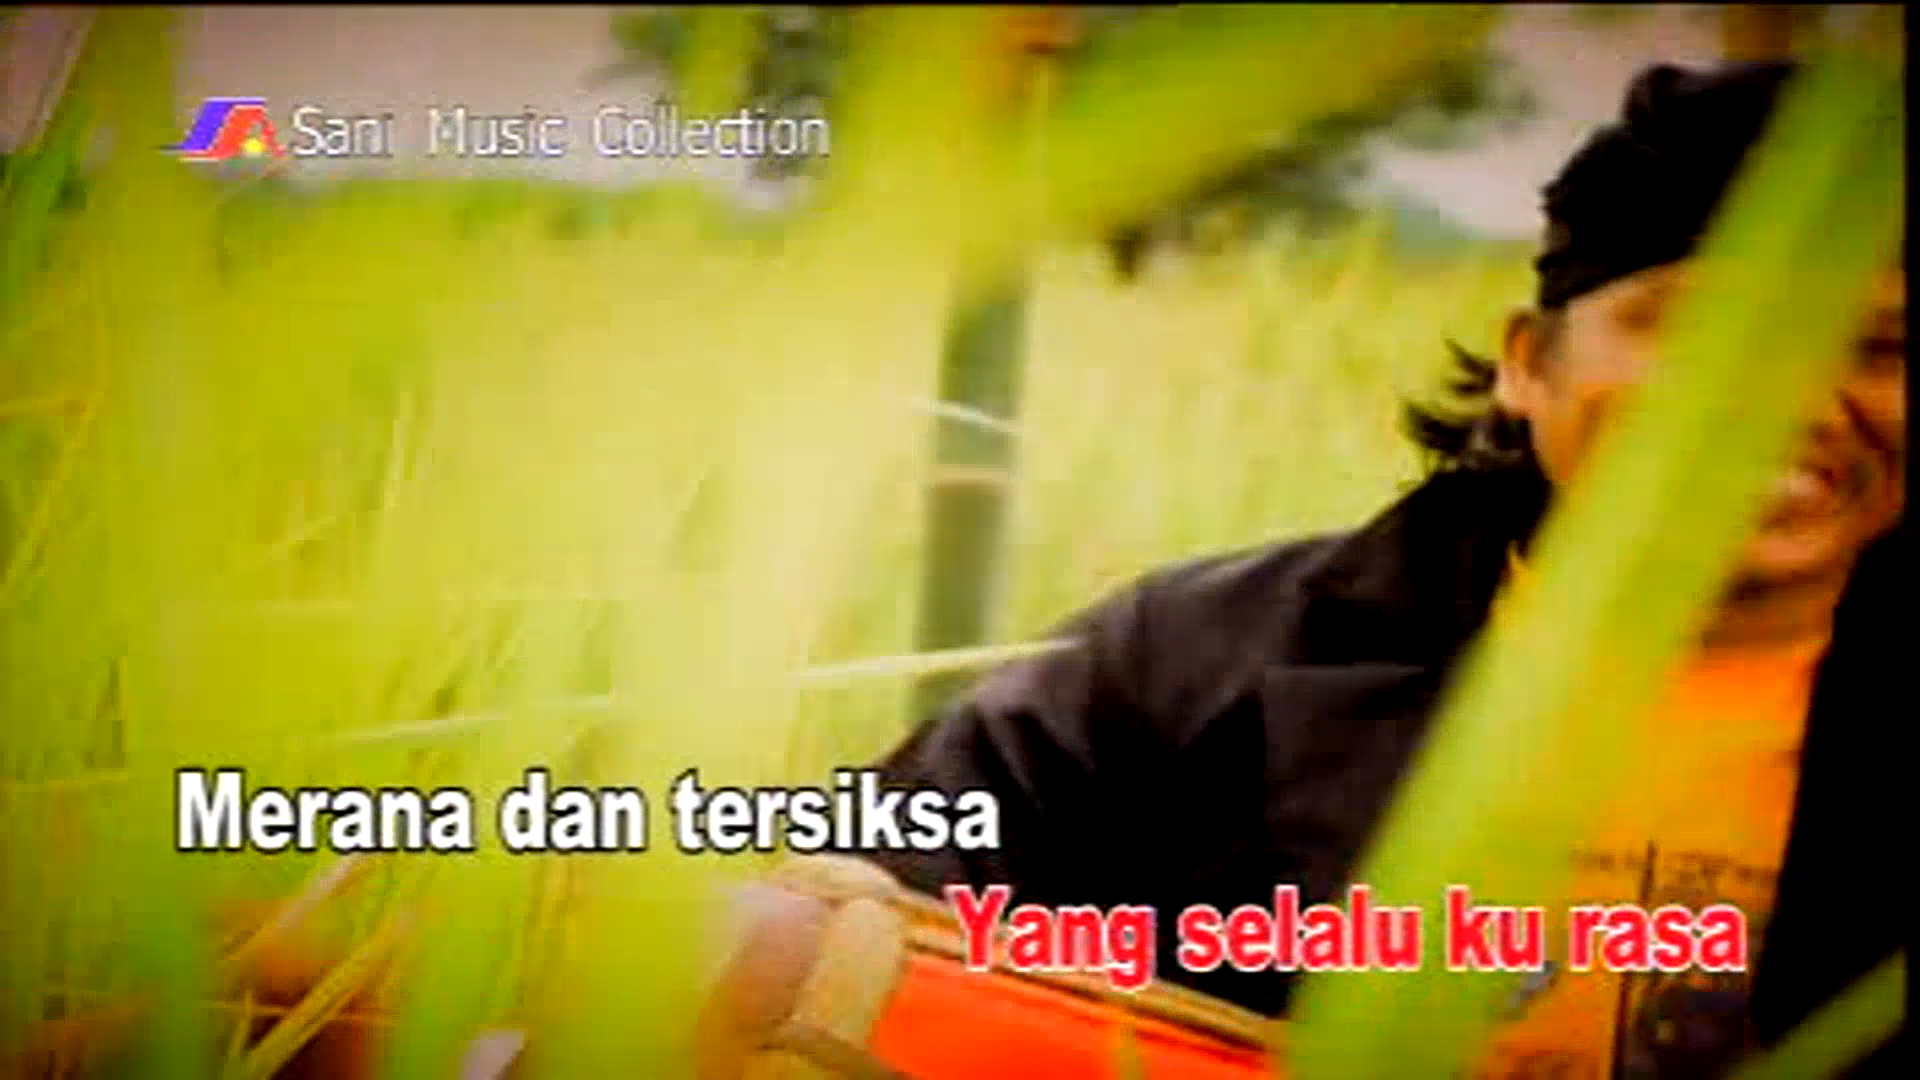 Sani Music Collection
Merana dan tersiksa
Yang selalu ku rasa